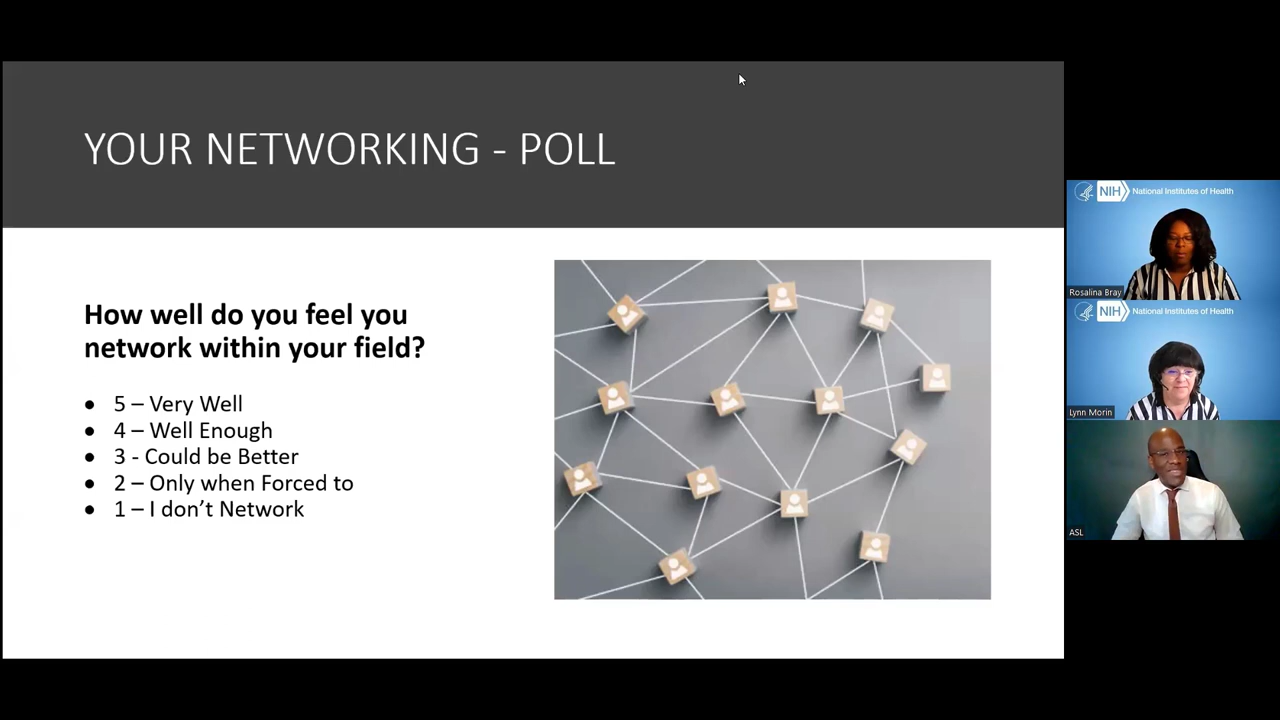 YOUR NETWORKING - POLL
How well do you feel you
network within your field?
• 5 – Very Well
• 4 – Well Enough
• 3 - Could be Better
• 2 – Only when Forced to
• 1 – I don’t Network
NIH National Institutes of Health
Rosalina Bray
NIH National Institutes of Health
Lynn Morin
ASL